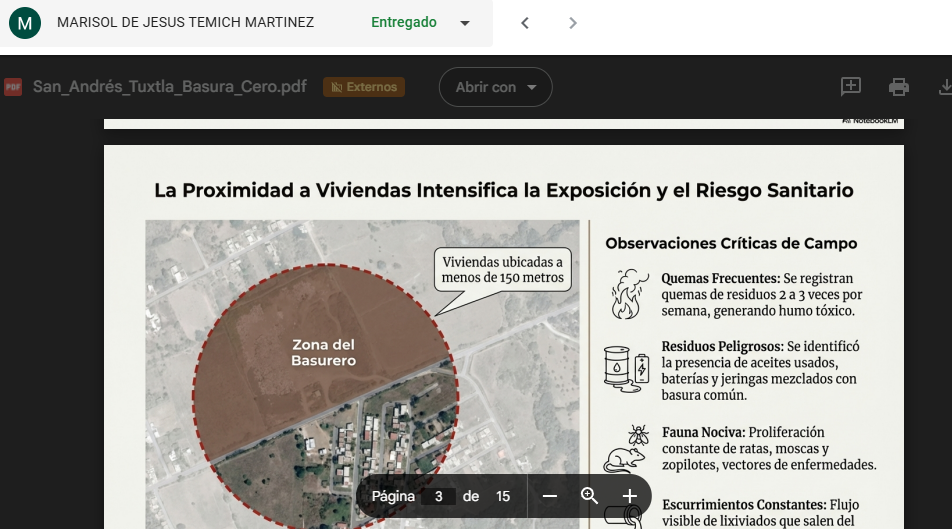 M MARISOL DE JESUS TEMICH MARTINEZ Entregado
PDF San_Andrés_Tuxtla_Basura_Cero.pdf Externos Abrir con
NotebookLM
La Proximidad a Viviendas Intensifica la Exposición y el Riesgo Sanitario
Viviendas ubicadas a
menos de 150 metros
Zona del
Basurero
Observaciones Críticas de Campo
Quemas Frecuentes: Se registran
quemas de residuos 2 a 3 veces por
semana, generando humo tóxico.
Residuos Peligrosos: Se identificó
la presencia de aceites usados,
baterías y jeringas mezclados con
basura común.
Fauna Nociva: Proliferación
constante de ratas, moscas y
zopilotes, vectores de enfermedades.
Escurrimientos Constantes: Flujo
visible de lixiviados que salen del
Página 3 de 15